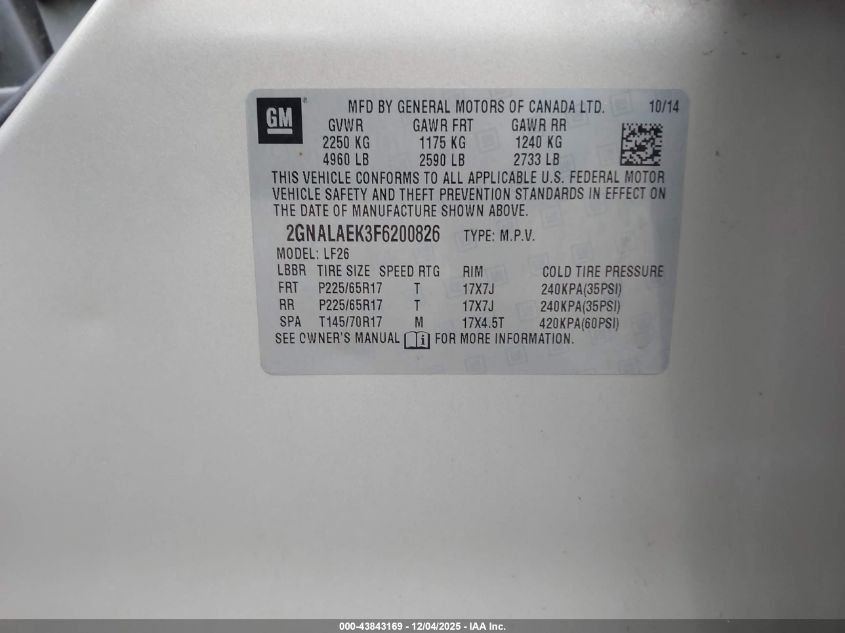 GM ® MFD BY GENERAL MOTORS OF CANADA LTD. 10/14
GVWR GAWR FRT GAWR RR
2250 KG 1175 KG 1240 KG
4960 LB 2590 LB 2733 LB
THIS VEHICLE CONFORMS TO ALL APPLICABLE U.S. FEDERAL MOTOR
VEHICLE SAFETY AND THEFT PREVENTION STANDARDS IN EFFECT ON
THE DATE OF MANUFACTURE SHOWN ABOVE.
2GNALAEK3F6200826 TYPE: M.P.V.
MODEL: LF26
LBBR TIRE SIZE SPEED RTG RIM COLD TIRE PRESSURE
FRT P225/65R17 T 17X7J 240KPA(35PSI)
RR P225/65R17 T 17X7J 240KPA(35PSI)
SPA T145/70R17 M 17X4.5T 420KPA(60PSI)
SEE OWNER'S MANUAL i FOR MORE INFORMATION.
000-43843169 - 12/04/2025 - IAA Inc.